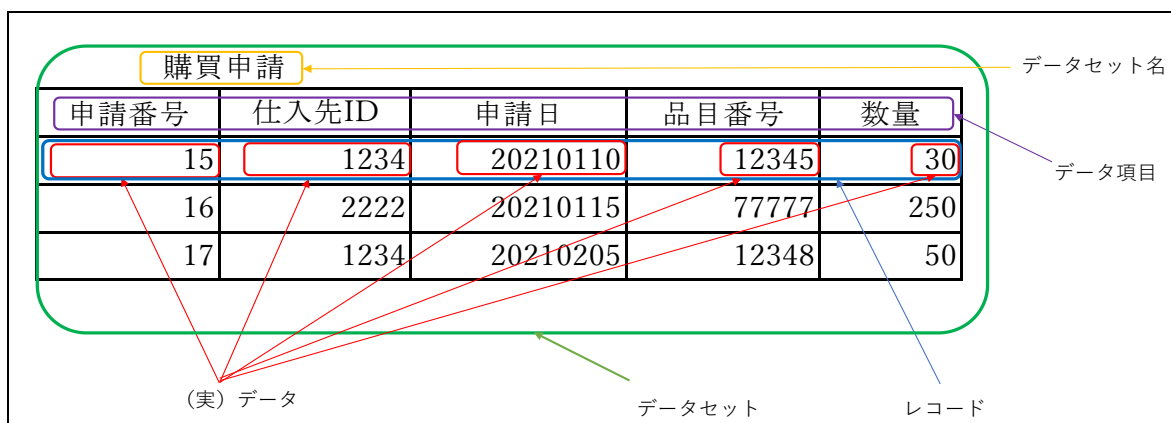 購買申請
データセット名
申請番号 仕入先ID 申請日 品目番号 数量
15 1234 20210110 12345 30
データ項目
16 2222 20210115 77777 250
17 1234 20210205 12348 50
（実）データ
データセット
レコード